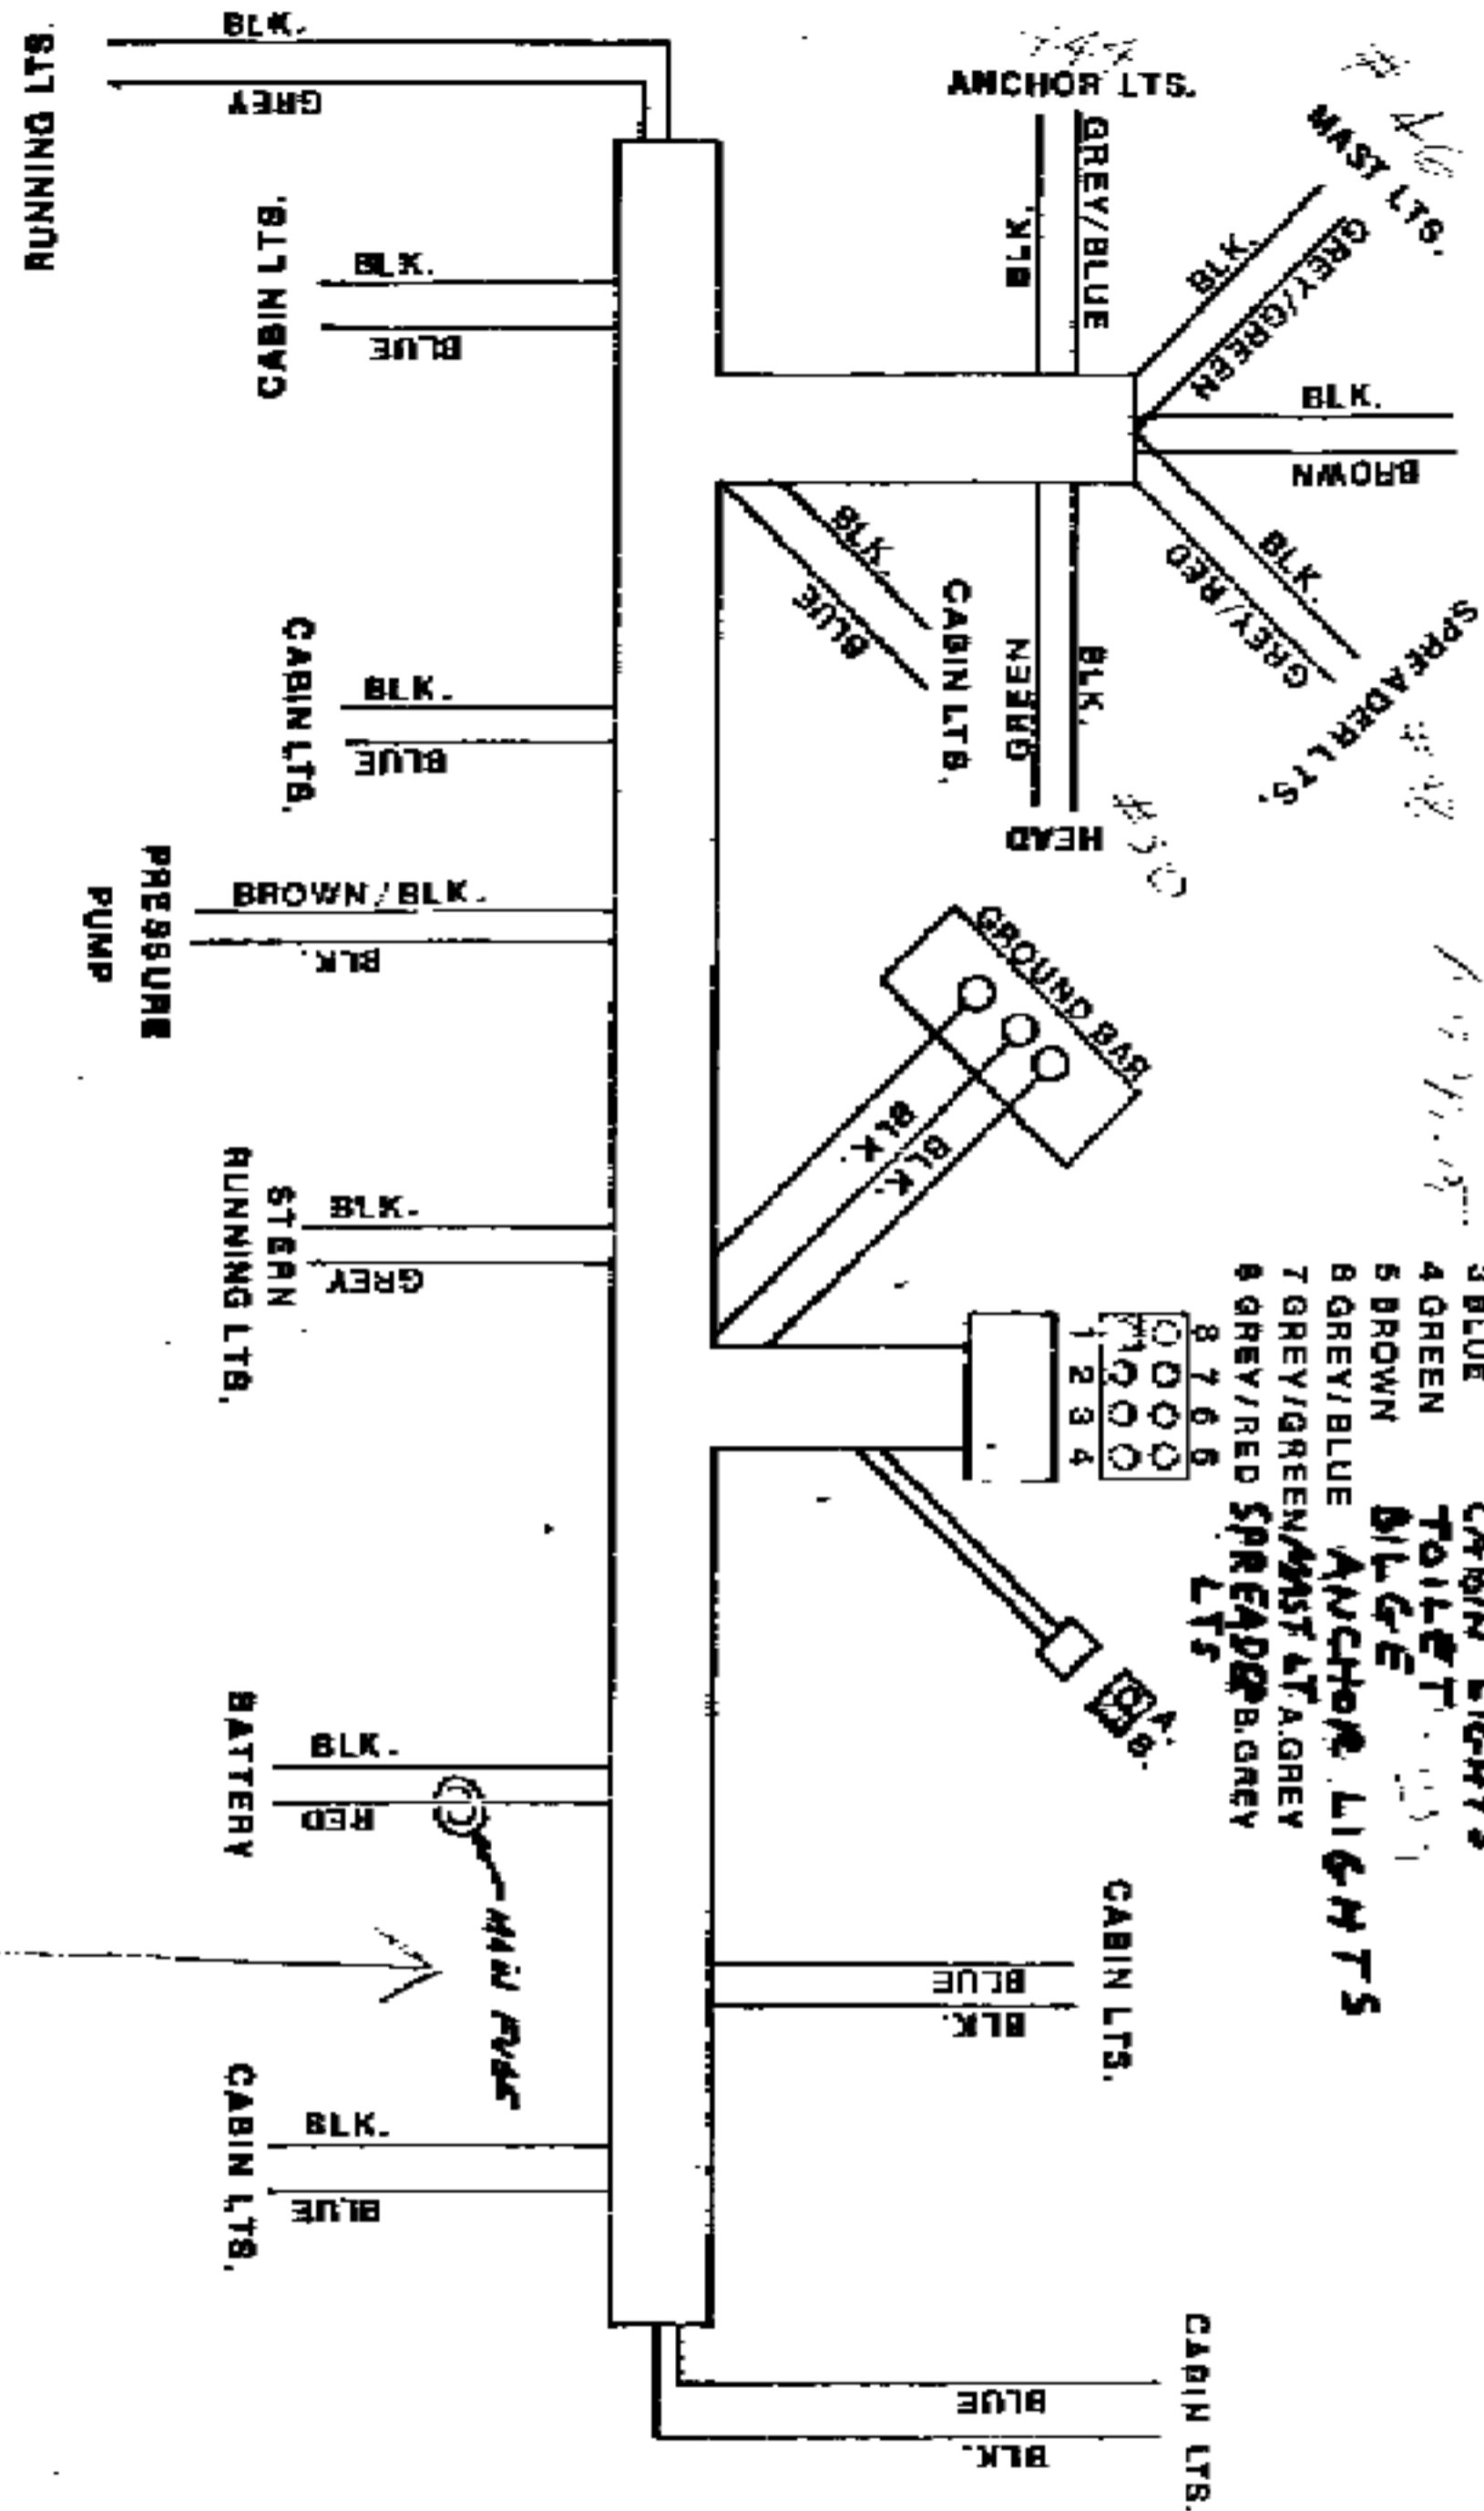 BLK.
GREY
RUNNING LTS.
ANCHOR LTS.
BLK.
GREY/BLUE
MAST LTS.
BLK.
GREY/GREEN
BLK.
BROWN
BLK.
GREY/RED
SPREADER LTS.
CABIN LTS.
BLK.
BLUE
BLK.
BLUE
CABIN LTS.
GREEN
BLK.
HEAD
CABIN LTS.
BLK.
BLUE
PRESSURE
PUMP
BROWN/BLK.
BLK.
GROUND BAR
BLK.
BLK.
STERN
RUNNING LTS.
BLK.
GREY
3 BLUE
4 GREEN
5 BROWN
6 GREY/BLUE
7 GREY/GREEN
8 GREY/RED
A.GREY
B.GREY
CABIN LIGHTS
TOILET
BILGE
ANCHOR LIGHTS
MAST LT
SPREADER
LTS
1 2 3 4
8 7 6 5
A.
B.
BATTERY
BLK.
RED
MAIN FUSE
CABIN LTS.
BLUE
BLK.
CABIN LTS.
BLK.
BLUE
CABIN LTS.
BLUE
BLK.